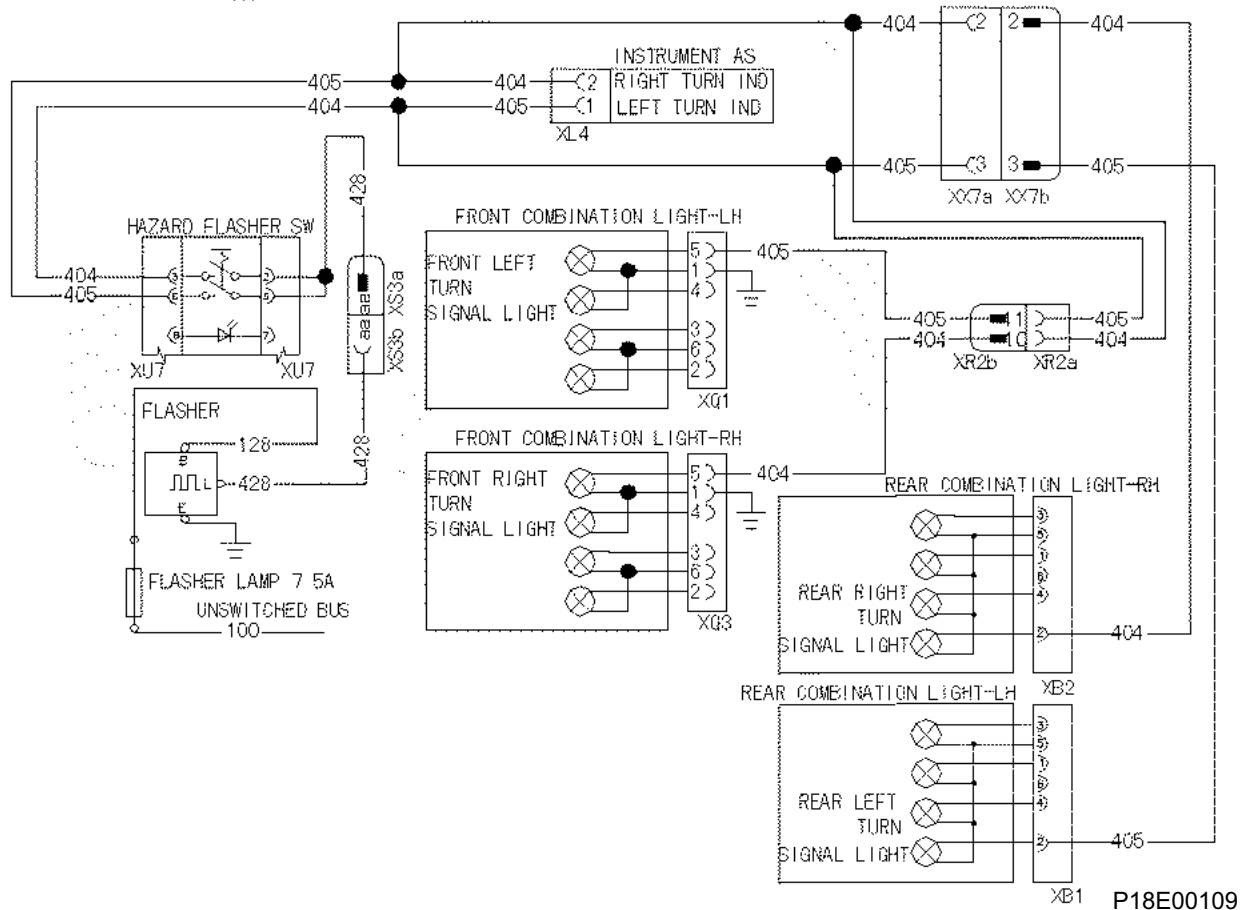 404
2
2
404
INSTRUMENT AS
405
404
2
RIGHT TURN IND
404
405
1
LEFT TURN IND
XL4
405
3
3
405
XX7a
XX7b
428
HAZARD FLASHER SW
FRONT COMBINATION LIGHT-LH
5
405
FRONT LEFT
1
TURN
4
SIGNAL LIGHT
3
6
2
XQ1
404
3
2
405
6
5
8
7
XU7
XU7
aa
XS3a
aa
XS3b
405
11
405
404
10
404
XR2b
XR2a
FLASHER
128
B
L
428
E
428
FRONT COMBINATION LIGHT-RH
5
404
FRONT RIGHT
1
TURN
4
SIGNAL LIGHT
3
6
2
XQ3
FLASHER LAMP 7 5A
UNSWITCHED BUS
100
REAR COMBINATION LIGHT-RH
3
5
1
6
REAR RIGHT
4
TURN
SIGNAL LIGHT
2
404
XB2
REAR COMBINATION LIGHT-LH
3
5
1
6
REAR LEFT
4
TURN
SIGNAL LIGHT
2
405
XB1
P18E00109